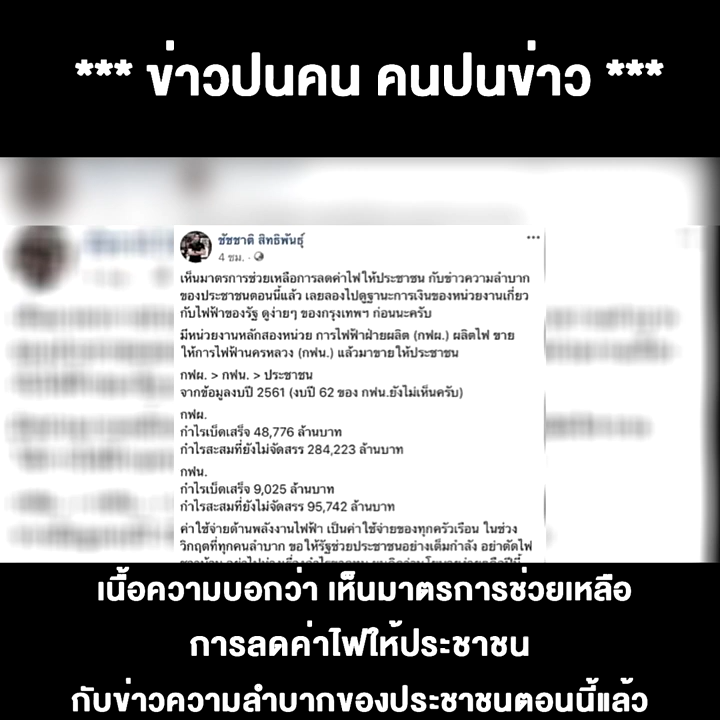 *** ข่าวปนคน คนปนข่าว ***
ชัชชาติ สิทธิพันธุ์
4 ชม.
เห็นมาตรการช่วยเหลือการลดค่าไฟให้ประชาชน กับข่าวความลำบาก
ของประชาชนตอนนี้แล้ว เลยลองไปดูฐานะการเงินของหน่วยงานเกี่ยว
กับไฟฟ้าของรัฐ ดูง่ายๆ ของกรุงเทพฯ ก่อนนะครับ
มีหน่วยงานหลักสองหน่วย การไฟฟ้าฝ่ายผลิต (กฟผ.) ผลิตไฟ ขาย
ให้การไฟฟ้านครหลวง (กฟน.) แล้วมาขายให้ประชาชน
กฟผ. > กฟน. > ประชาชน
จากข้อมูลงบปี 2561 (งบปี 62 ของ กฟน.ยังไม่เห็นครับ)
กฟผ.
กำไรเบ็ดเสร็จ 48,776 ล้านบาท
กำไรสะสมที่ยังไม่จัดสรร 284,223 ล้านบาท
กฟน.
กำไรเบ็ดเสร็จ 9,025 ล้านบาท
กำไรสะสมที่ยังไม่จัดสรร 95,742 ล้านบาท
ค่าใช้จ่ายด้านพลังงานไฟฟ้า เป็นค่าใช้จ่ายของทุกครัวเรือน ในช่วง
วิกฤตที่ทุกคนลำบาก ขอให้รัฐช่วยประชาชนอย่างเต็มกำลัง อย่าตัดไฟ
เนื้อความบอกว่า เห็นมาตรการช่วยเหลือ
การลดค่าไฟให้ประชาชน
กับข่าวความลำบากของประชาชนตอนนี้แล้ว